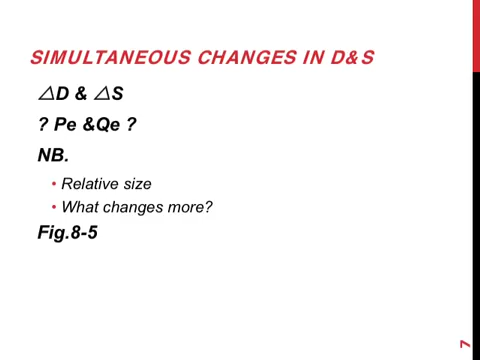 SIMULTANEOUS CHANGES IN D&S
△D & △S
? Pe &Qe ?
NB.
• Relative size
• What changes more?
Fig.8-5
7